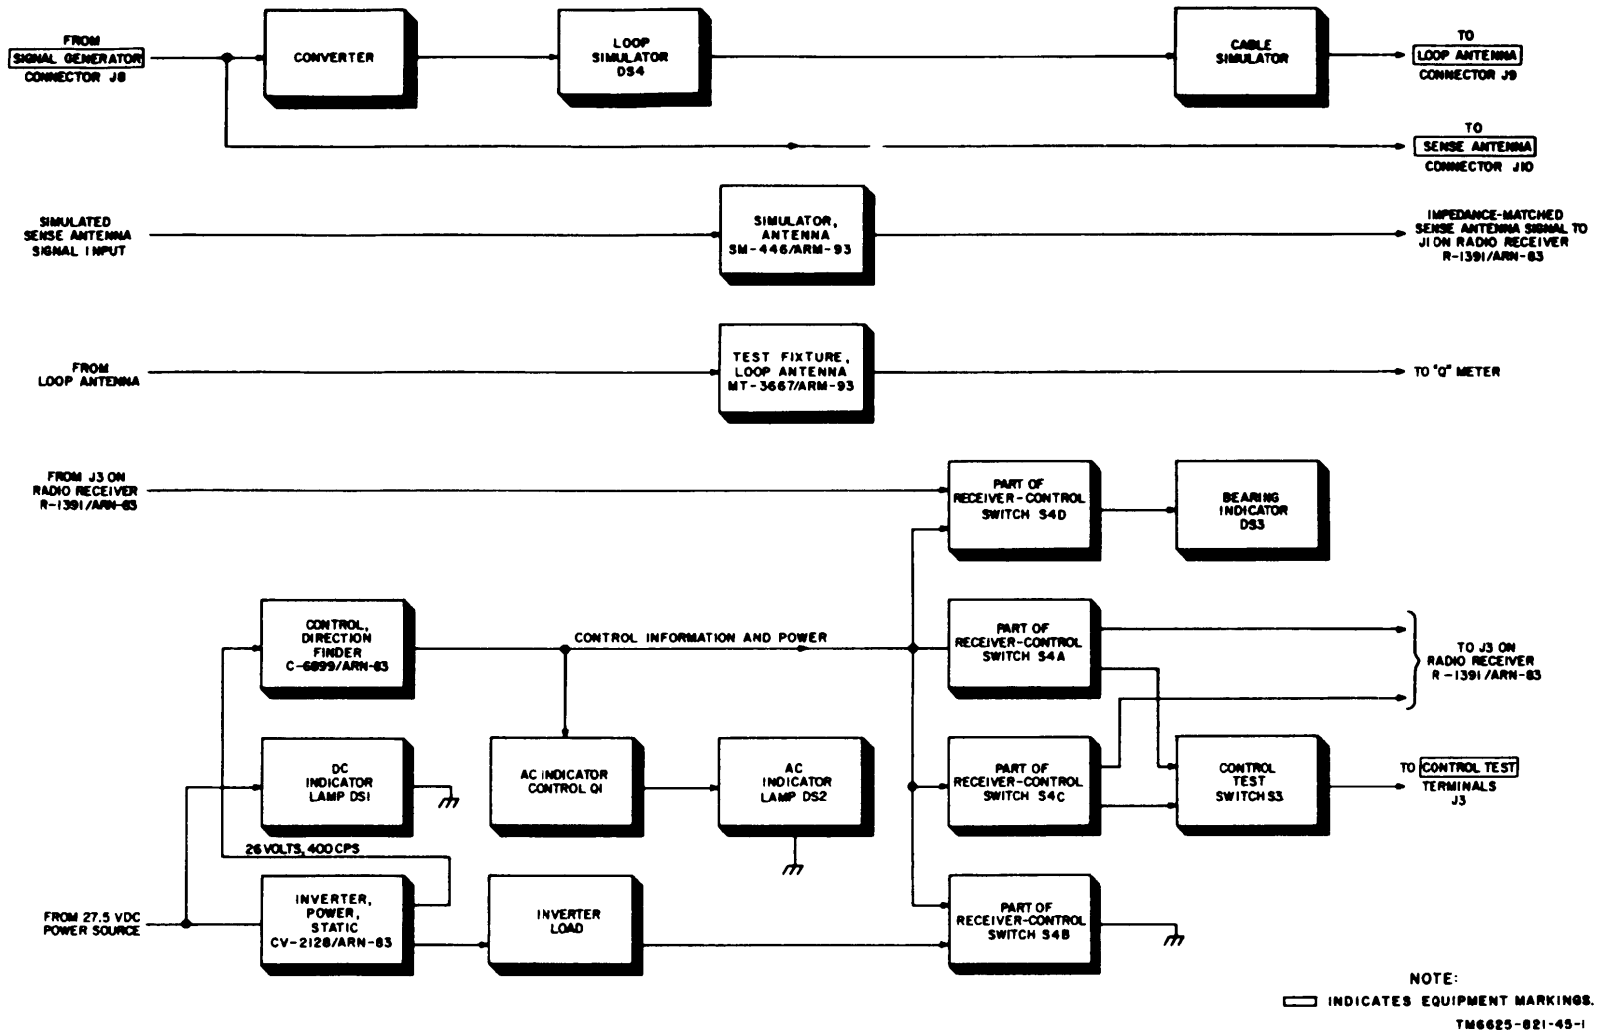 FROM
SIGNAL GENERATOR
CONNECTOR J8
CONVERTER
LOOP
SIMULATOR
DS4
CABLE
SIMULATOR
TO
LOOP ANTENNA
CONNECTOR J9
TO
SENSE ANTENNA
CONNECTOR J10
SIMULATED
SENSE ANTENNA
SIGNAL INPUT
SIMULATOR,
ANTENNA
SM-446/ARM-93
IMPEDANCE-MATCHED
SENSE ANTENNA SIGNAL TO
J1 ON RADIO RECEIVER
R-1391/ARN-83
FROM
LOOP ANTENNA
TEST FIXTURE,
LOOP ANTENNA
MT-3667/ARM-93
TO "Q" METER
FROM J3 ON
RADIO RECEIVER
R-1391/ARN-83
PART OF
RECEIVER-CONTROL
SWITCH S4D
BEARING
INDICATOR
DS3
CONTROL,
DIRECTION
FINDER
C-6899/ARN-83
CONTROL INFORMATION AND POWER
PART OF
RECEIVER-CONTROL
SWITCH S4A
TO J3 ON
RADIO RECEIVER
R-1391/ARN-83
DC
INDICATOR
LAMP DS1
AC INDICATOR
CONTROL Q1
AC
INDICATOR
LAMP DS2
PART OF
RECEIVER-CONTROL
SWITCH S4C
CONTROL
TEST
SWITCH S3
TO CONTROL TEST
TERMINALS
J3
26 VOLTS, 400 CPS
FROM 27.5 VDC
POWER SOURCE
INVERTER,
POWER,
STATIC
CV-2128/ARN-83
INVERTER
LOAD
PART OF
RECEIVER-CONTROL
SWITCH S4B
NOTE:
INDICATES EQUIPMENT MARKINGS.
TM6625-821-45-1